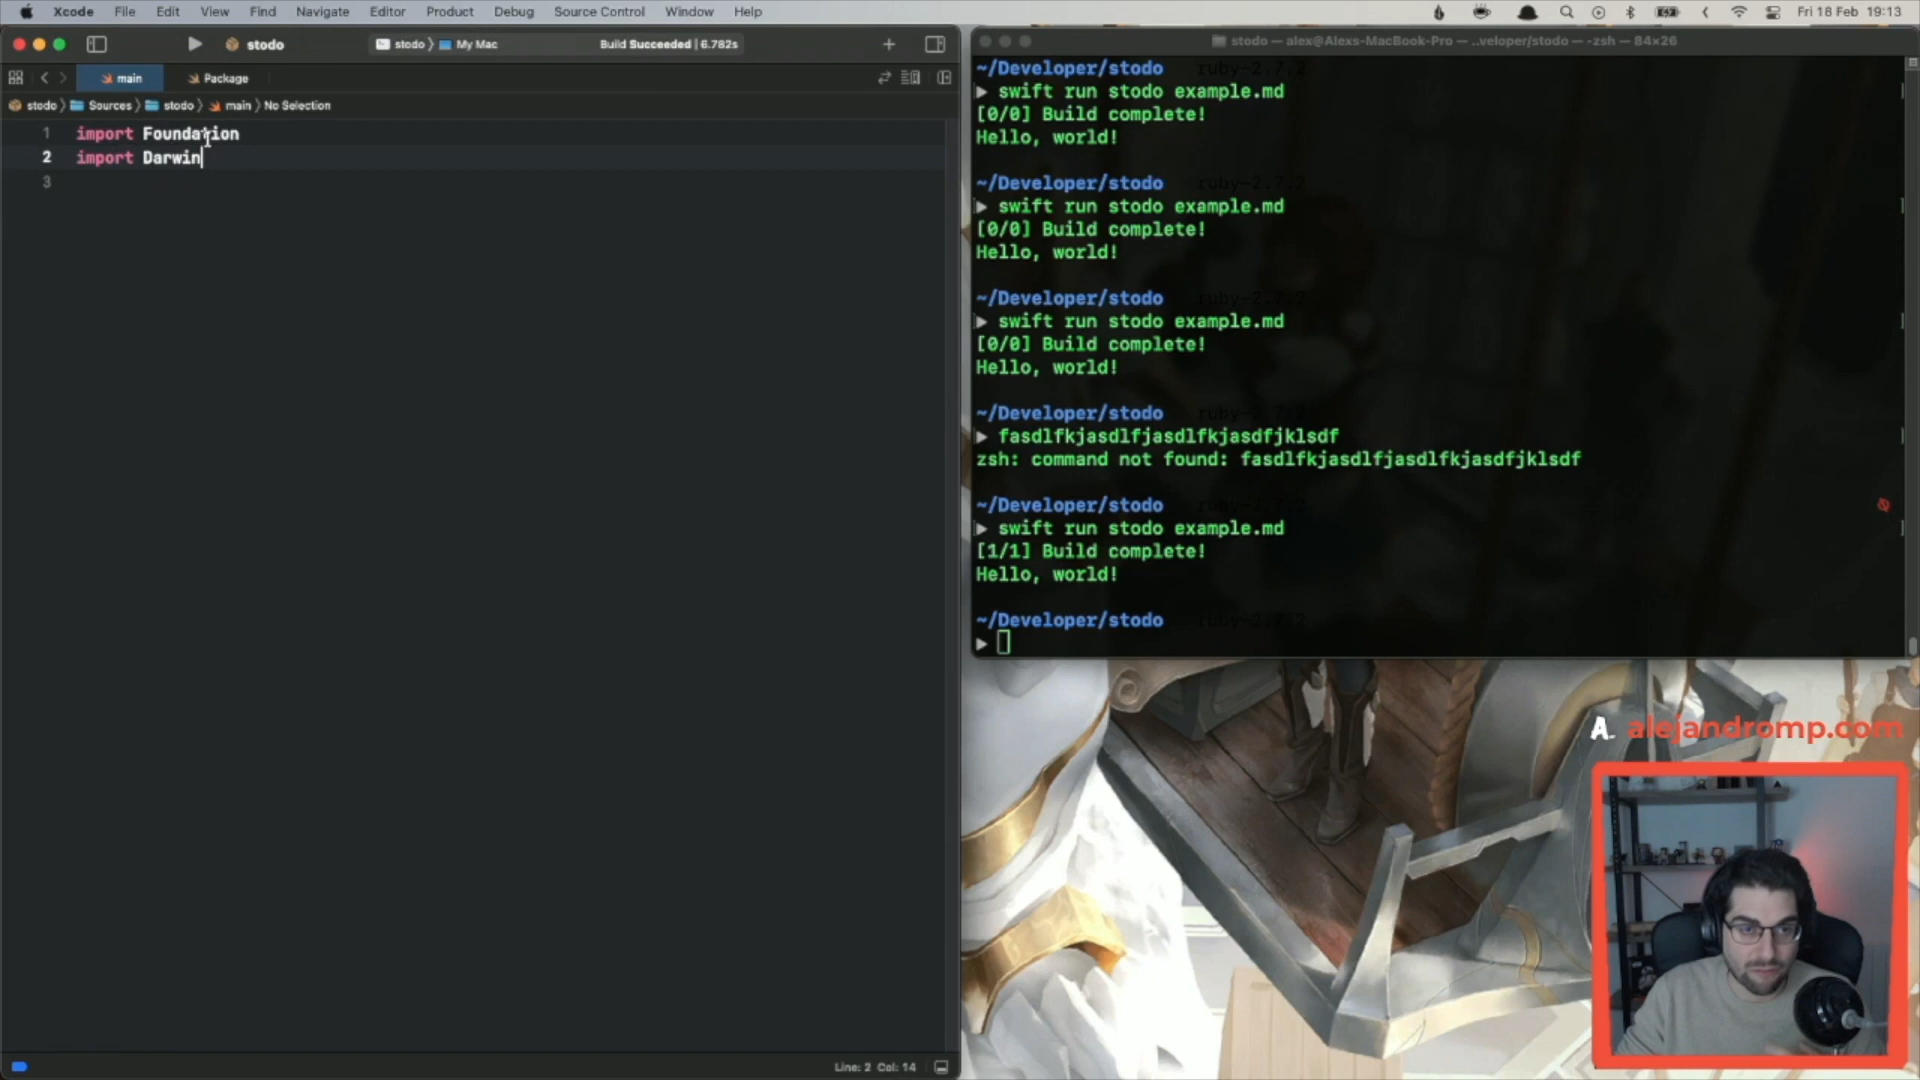 Xcode File Edit View Find Navigate Editor Product Debug Source Control Window Help Fri 18 Feb 19:13
stodo stodo My Mac Build Succeeded | 6.782s
main Package
stodo Sources stodo main No Selection
1 import Foundation
2 import Darwin
3
Line: 2 Col: 14
stodo — alex@Alexs-MacBook-Pro — ..veloper/stodo — -zsh — 84×26
~/Developer/stodo ruby-2.7.2
swift run stodo example.md
[0/0] Build complete!
Hello, world!
~/Developer/stodo ruby-2.7.2
swift run stodo example.md
[0/0] Build complete!
Hello, world!
~/Developer/stodo ruby-2.7.2
swift run stodo example.md
[0/0] Build complete!
Hello, world!
~/Developer/stodo ruby-2.7.2
fasdlfkjasdlfjasdlfkjasdfjklsdf
zsh: command not found: fasdlfkjasdlfjasdlfkjasdfjklsdf
~/Developer/stodo ruby-2.7.2
swift run stodo example.md
[1/1] Build complete!
Hello, world!
~/Developer/stodo ruby-2.7.2
A. alejandromp.com